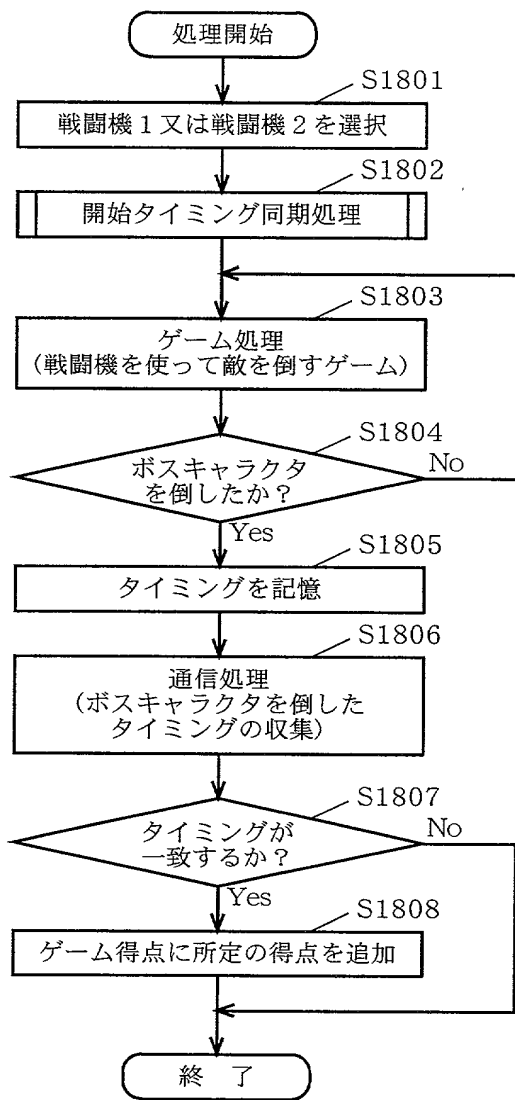 処理開始
S1801
戦闘機1又は戦闘機2を選択
S1802
開始タイミング同期処理
S1803
ゲーム処理
(戦闘機を使って敵を倒すゲーム)
S1804
ボスキャラクタ
を倒したか?
No
Yes
S1805
タイミングを記憶
S1806
通信処理
(ボスキャラクタを倒した
タイミングの収集)
S1807
タイミングが
一致するか?
No
Yes
S1808
ゲーム得点に所定の得点を追加
終 了